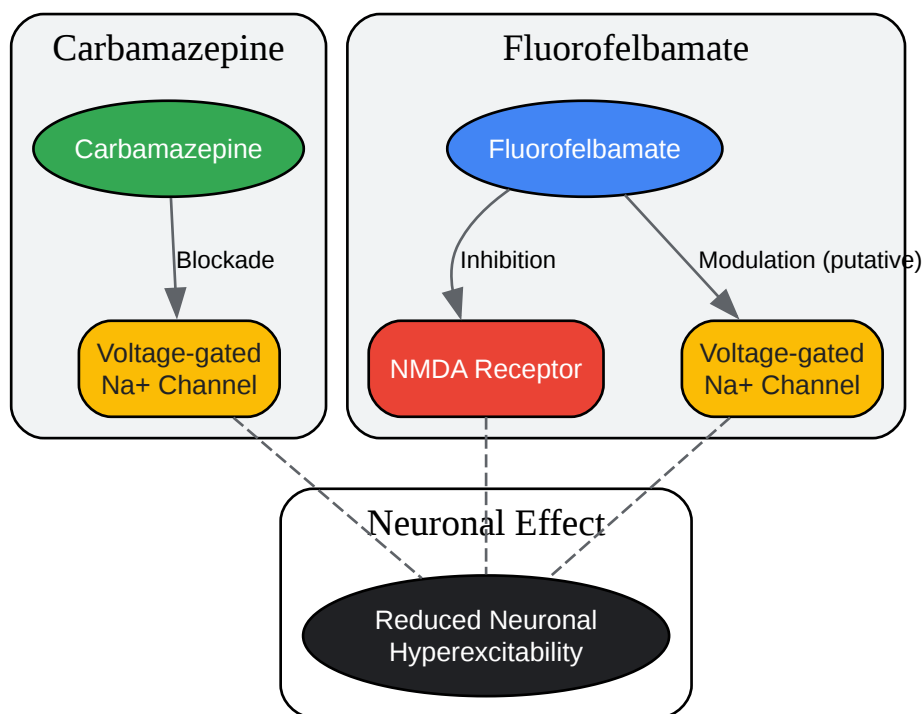 Carbamazepine
Fluorofelbamate
Carbamazepine
Fluorofelbamate
Blockade
Inhibition
Modulation (putative)
Voltage-gated
Na+ Channel
NMDA Receptor
Voltage-gated
Na+ Channel
Neuronal Effect
Reduced Neuronal
Hyperexcitability